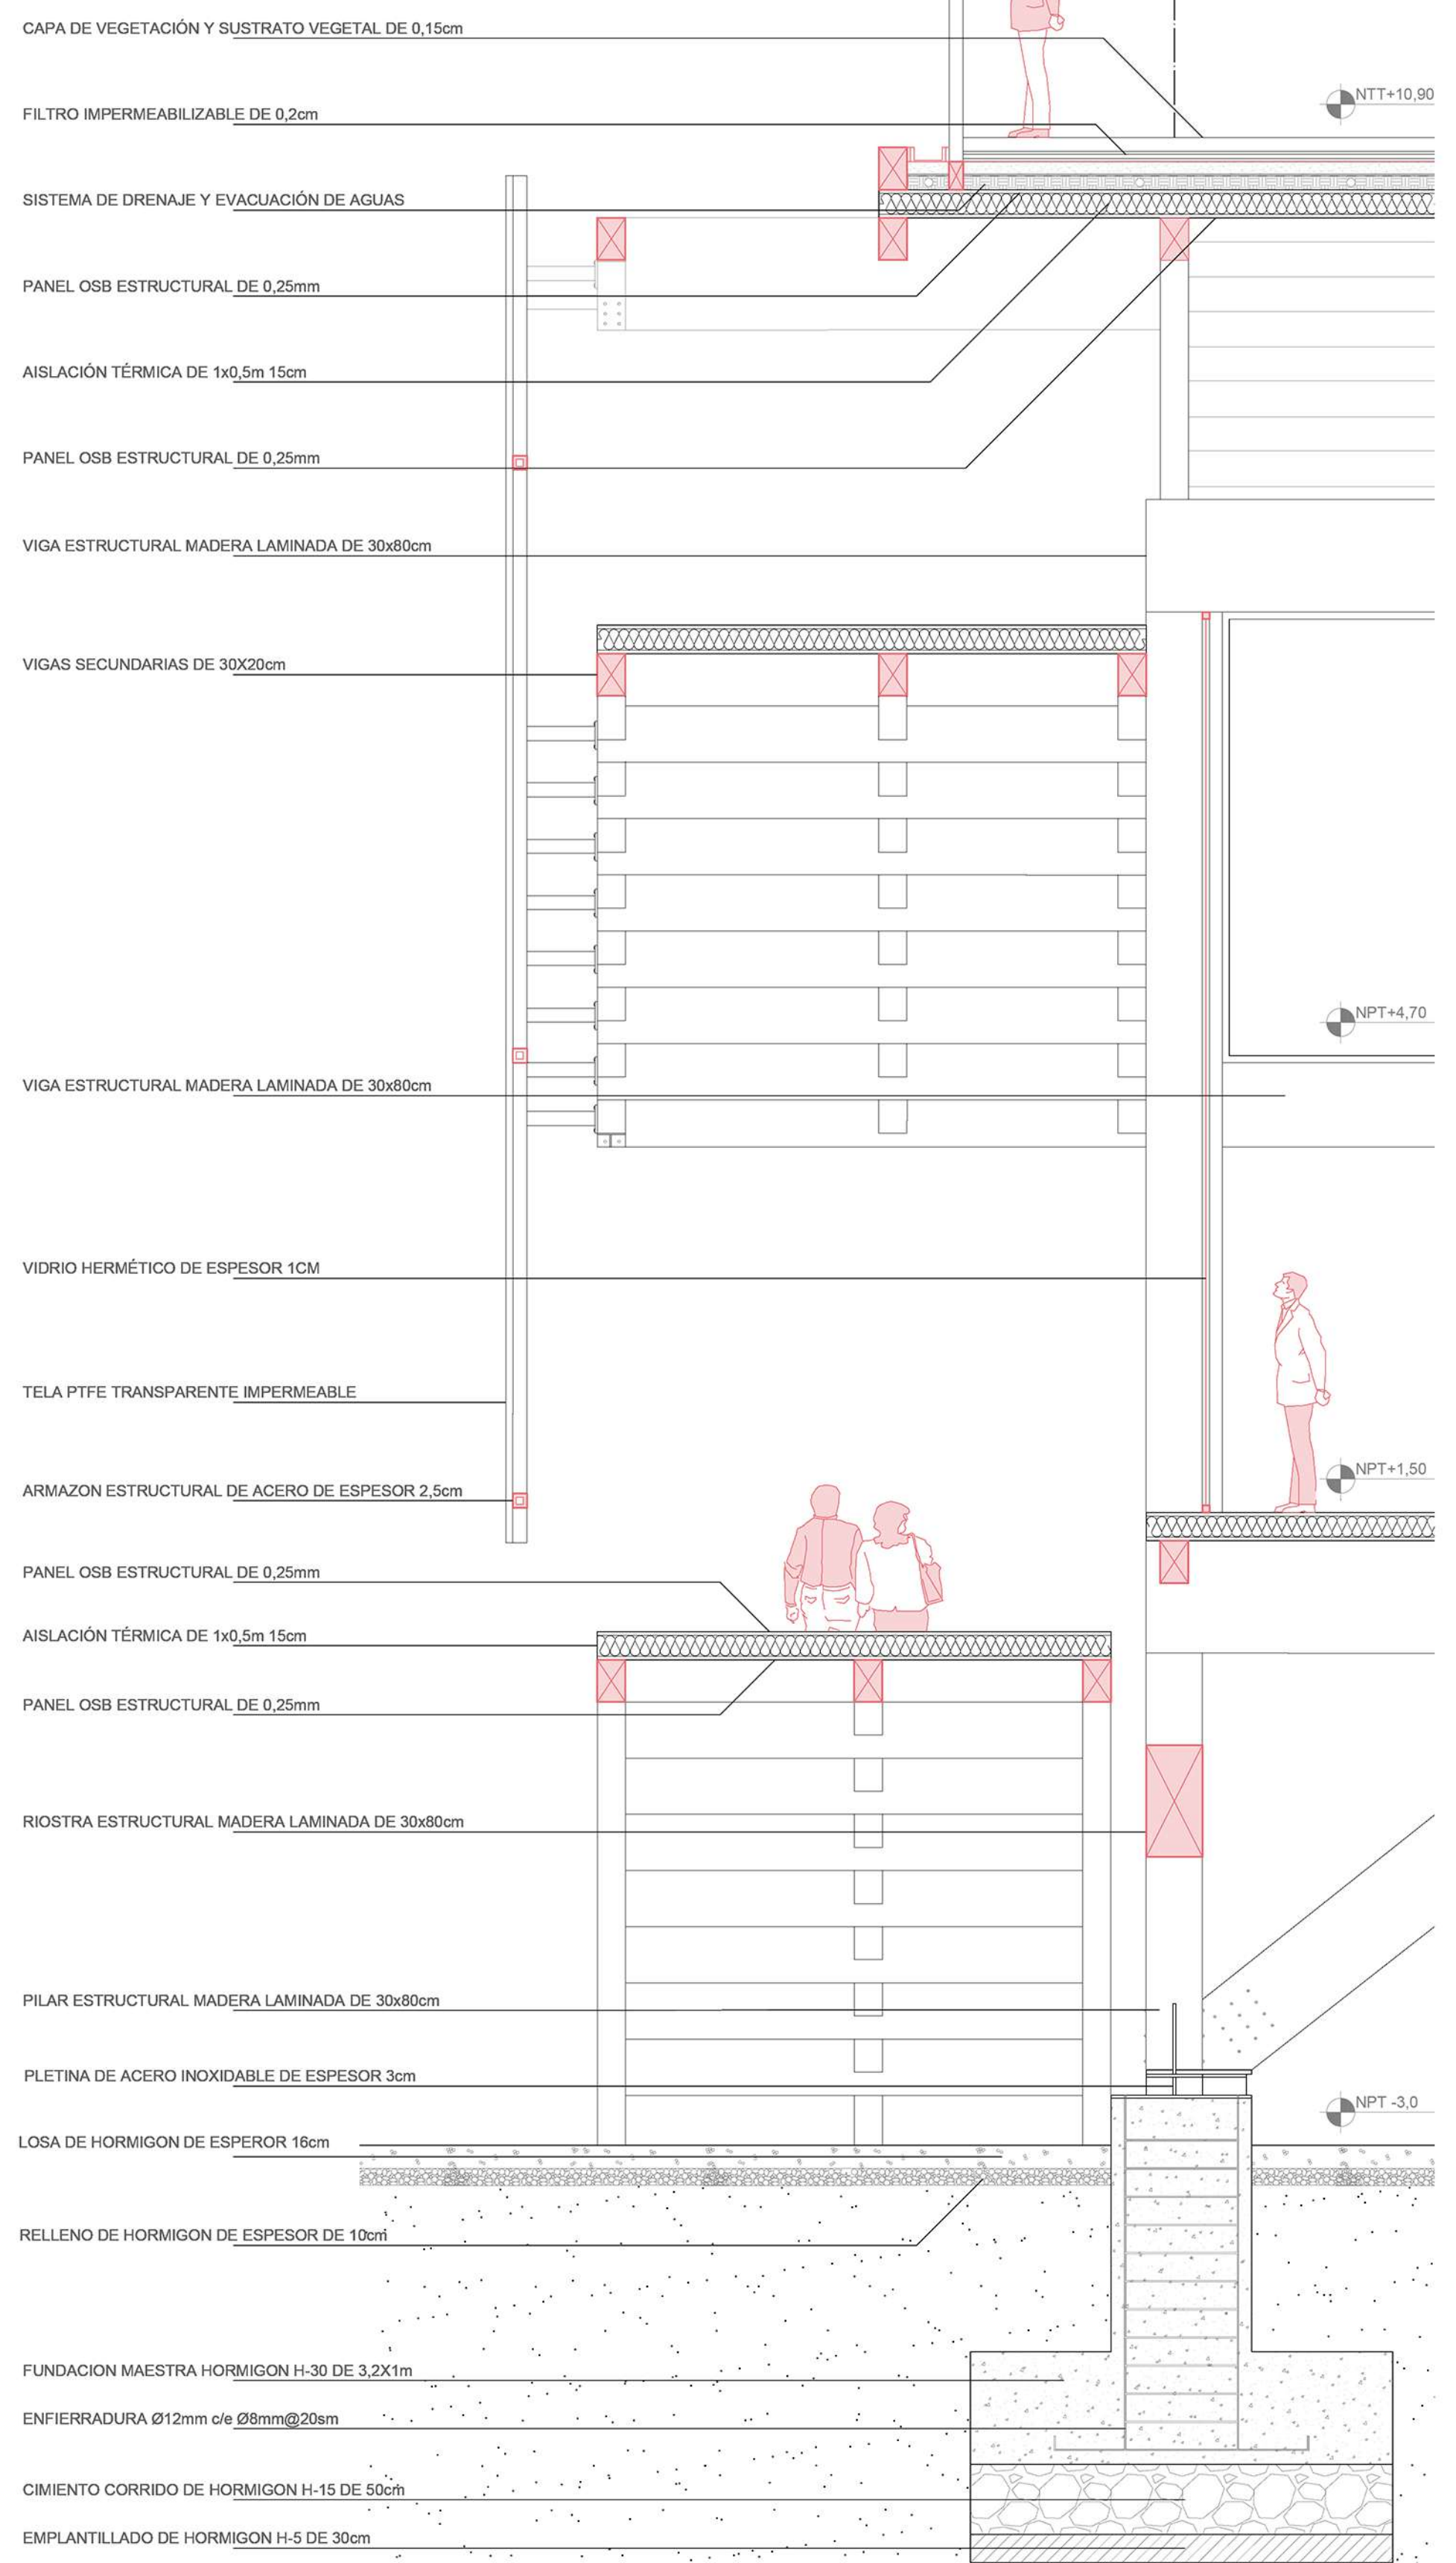 CAPA DE VEGETACIÓN Y SUSTRATO VEGETAL DE 0,15cm
NTT+10,90
FILTRO IMPERMEABILIZABLE DE 0,2cm
SISTEMA DE DRENAJE Y EVACUACIÓN DE AGUAS
PANEL OSB ESTRUCTURAL DE 0,25mm
AISLACIÓN TÉRMICA DE 1x0,5m 15cm
PANEL OSB ESTRUCTURAL DE 0,25mm
VIGA ESTRUCTURAL MADERA LAMINADA DE 30x80cm
VIGAS SECUNDARIAS DE 30X20cm
NPT+4,70
VIGA ESTRUCTURAL MADERA LAMINADA DE 30x80cm
VIDRIO HERMÉTICO DE ESPESOR 1CM
TELA PTFE TRANSPARENTE IMPERMEABLE
NPT+1,50
ARMAZON ESTRUCTURAL DE ACERO DE ESPESOR 2,5cm
PANEL OSB ESTRUCTURAL DE 0,25mm
AISLACIÓN TÉRMICA DE 1x0,5m 15cm
PANEL OSB ESTRUCTURAL DE 0,25mm
RIOSTRA ESTRUCTURAL MADERA LAMINADA DE 30x80cm
PILAR ESTRUCTURAL MADERA LAMINADA DE 30x80cm
PLETINA DE ACERO INOXIDABLE DE ESPESOR 3cm
NPT -3,0
LOSA DE HORMIGON DE ESPEROR 16cm
RELLENO DE HORMIGON DE ESPESOR DE 10cm
FUNDACION MAESTRA HORMIGON H-30 DE 3,2X1m
ENFIERRADURA Ø12mm c/e Ø8mm@20sm
CIMIENTO CORRIDO DE HORMIGON H-15 DE 50cm
EMPLANTILLADO DE HORMIGON H-5 DE 30cm